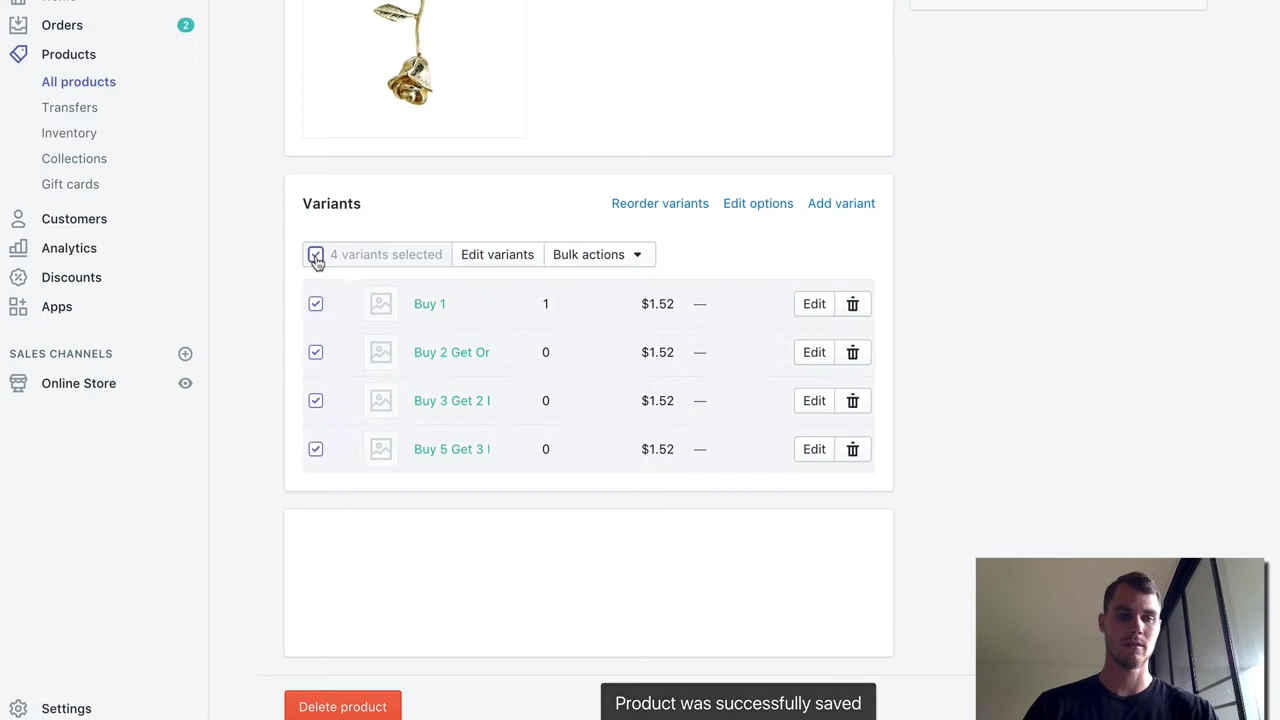 Orders
2
Products
All products
Transfers
Inventory
Collections
Gift cards
Customers
Analytics
Discounts
Apps
SALES CHANNELS
Online Store
Settings
Variants
Reorder variants
Edit options
Add variant
4 variants selected
Edit variants
Bulk actions
Buy 1
1
$1.52
—
Edit
Buy 2 Get Or
0
$1.52
—
Edit
Buy 3 Get 2 I
0
$1.52
—
Edit
Buy 5 Get 3 I
0
$1.52
—
Edit
Delete product
Product was successfully saved